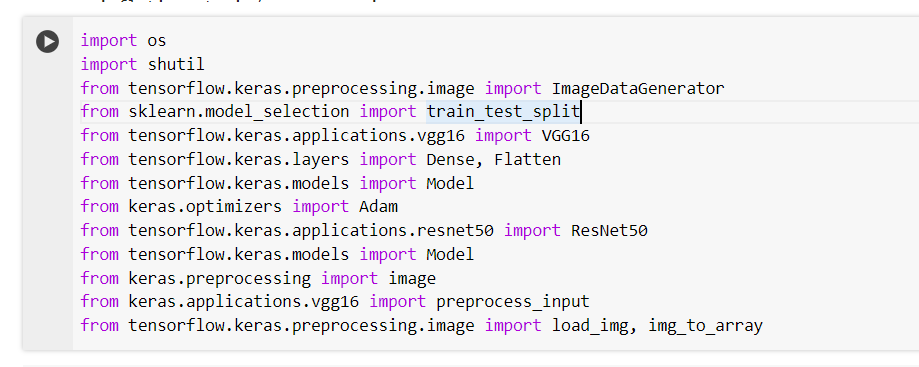 import os
import shutil
from tensorflow.keras.preprocessing.image import ImageDataGenerator
from sklearn.model_selection import train_test_split
from tensorflow.keras.applications.vgg16 import VGG16
from tensorflow.keras.layers import Dense, Flatten
from tensorflow.keras.models import Model
from keras.optimizers import Adam
from tensorflow.keras.applications.resnet50 import ResNet50
from tensorflow.keras.models import Model
from keras.preprocessing import image
from keras.applications.vgg16 import preprocess_input
from tensorflow.keras.preprocessing.image import load_img, img_to_array